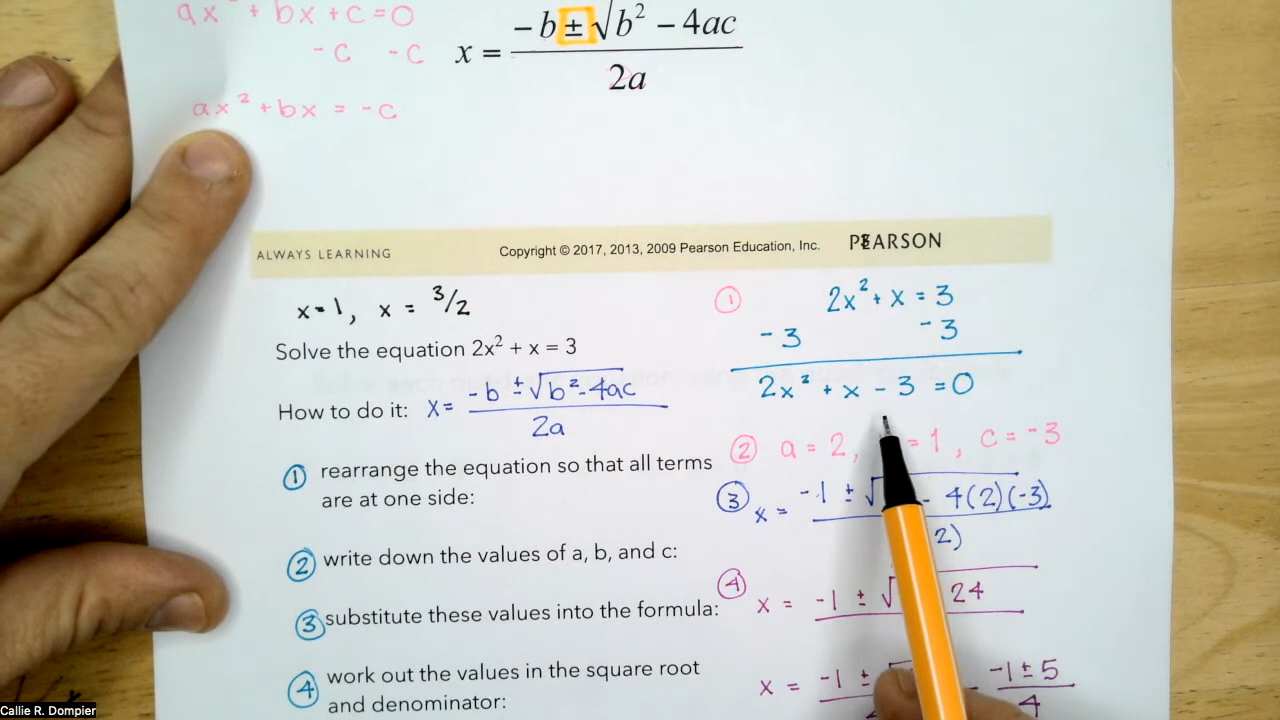 ax² + bx + c = 0
- c - c
ax² + bx = - c
x = -b ± √b² - 4ac / 2a
ALWAYS LEARNING
Copyright © 2017, 2013, 2009 Pearson Education, Inc.
PEARSON
x = 1, x = 3/2
Solve the equation 2x² + x = 3
How to do it: x = -b ± √b² - 4ac / 2a
① rearrange the equation so that all terms
are at one side:
② write down the values of a, b, and c:
③ substitute these values into the formula:
④ work out the values in the square root
and denominator:
① 2x² + x = 3
- 3 - 3
2x² + x - 3 = 0
② a = 2, = 1, c = -3
③ x = -1 ± √ - 4(2)(-3)
2)
④ x = -1 ± √ 24
x = -1 ± √ -1 ± 5
4
Callie R. Dompier